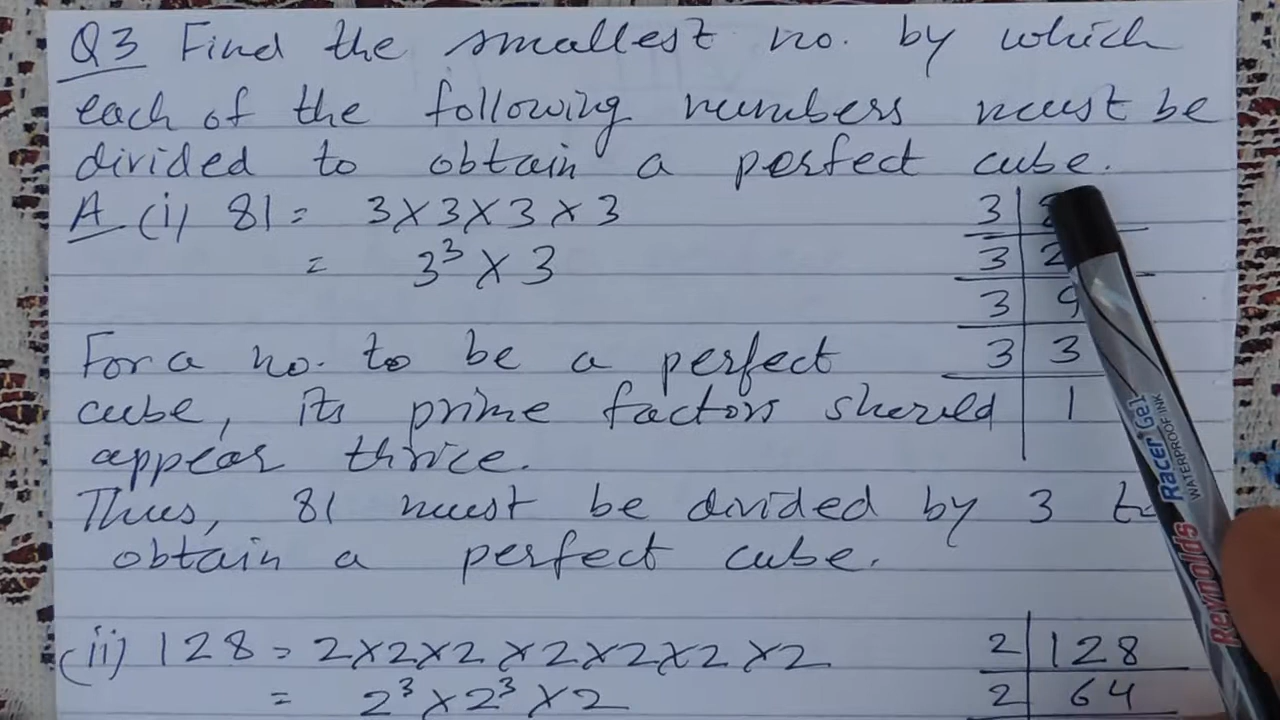 Q3 Find the smallest no. by which
each of the following numbers must be
divided to obtain a perfect cube.
A (i) 81 = 3×3×3×3
= 3³×3
3
3 2
3 9
3 3
1
For a no. to be a perfect
cube, its prime factors should
appear thrice.
Thus, 81 must be divided by 3 to
obtain a perfect cube.
(ii) 128 = 2×2×2×2×2×2×2
= 2³×2³×2
2 128
2 64
Reynolds Racer Gel
WATERPROOF INK